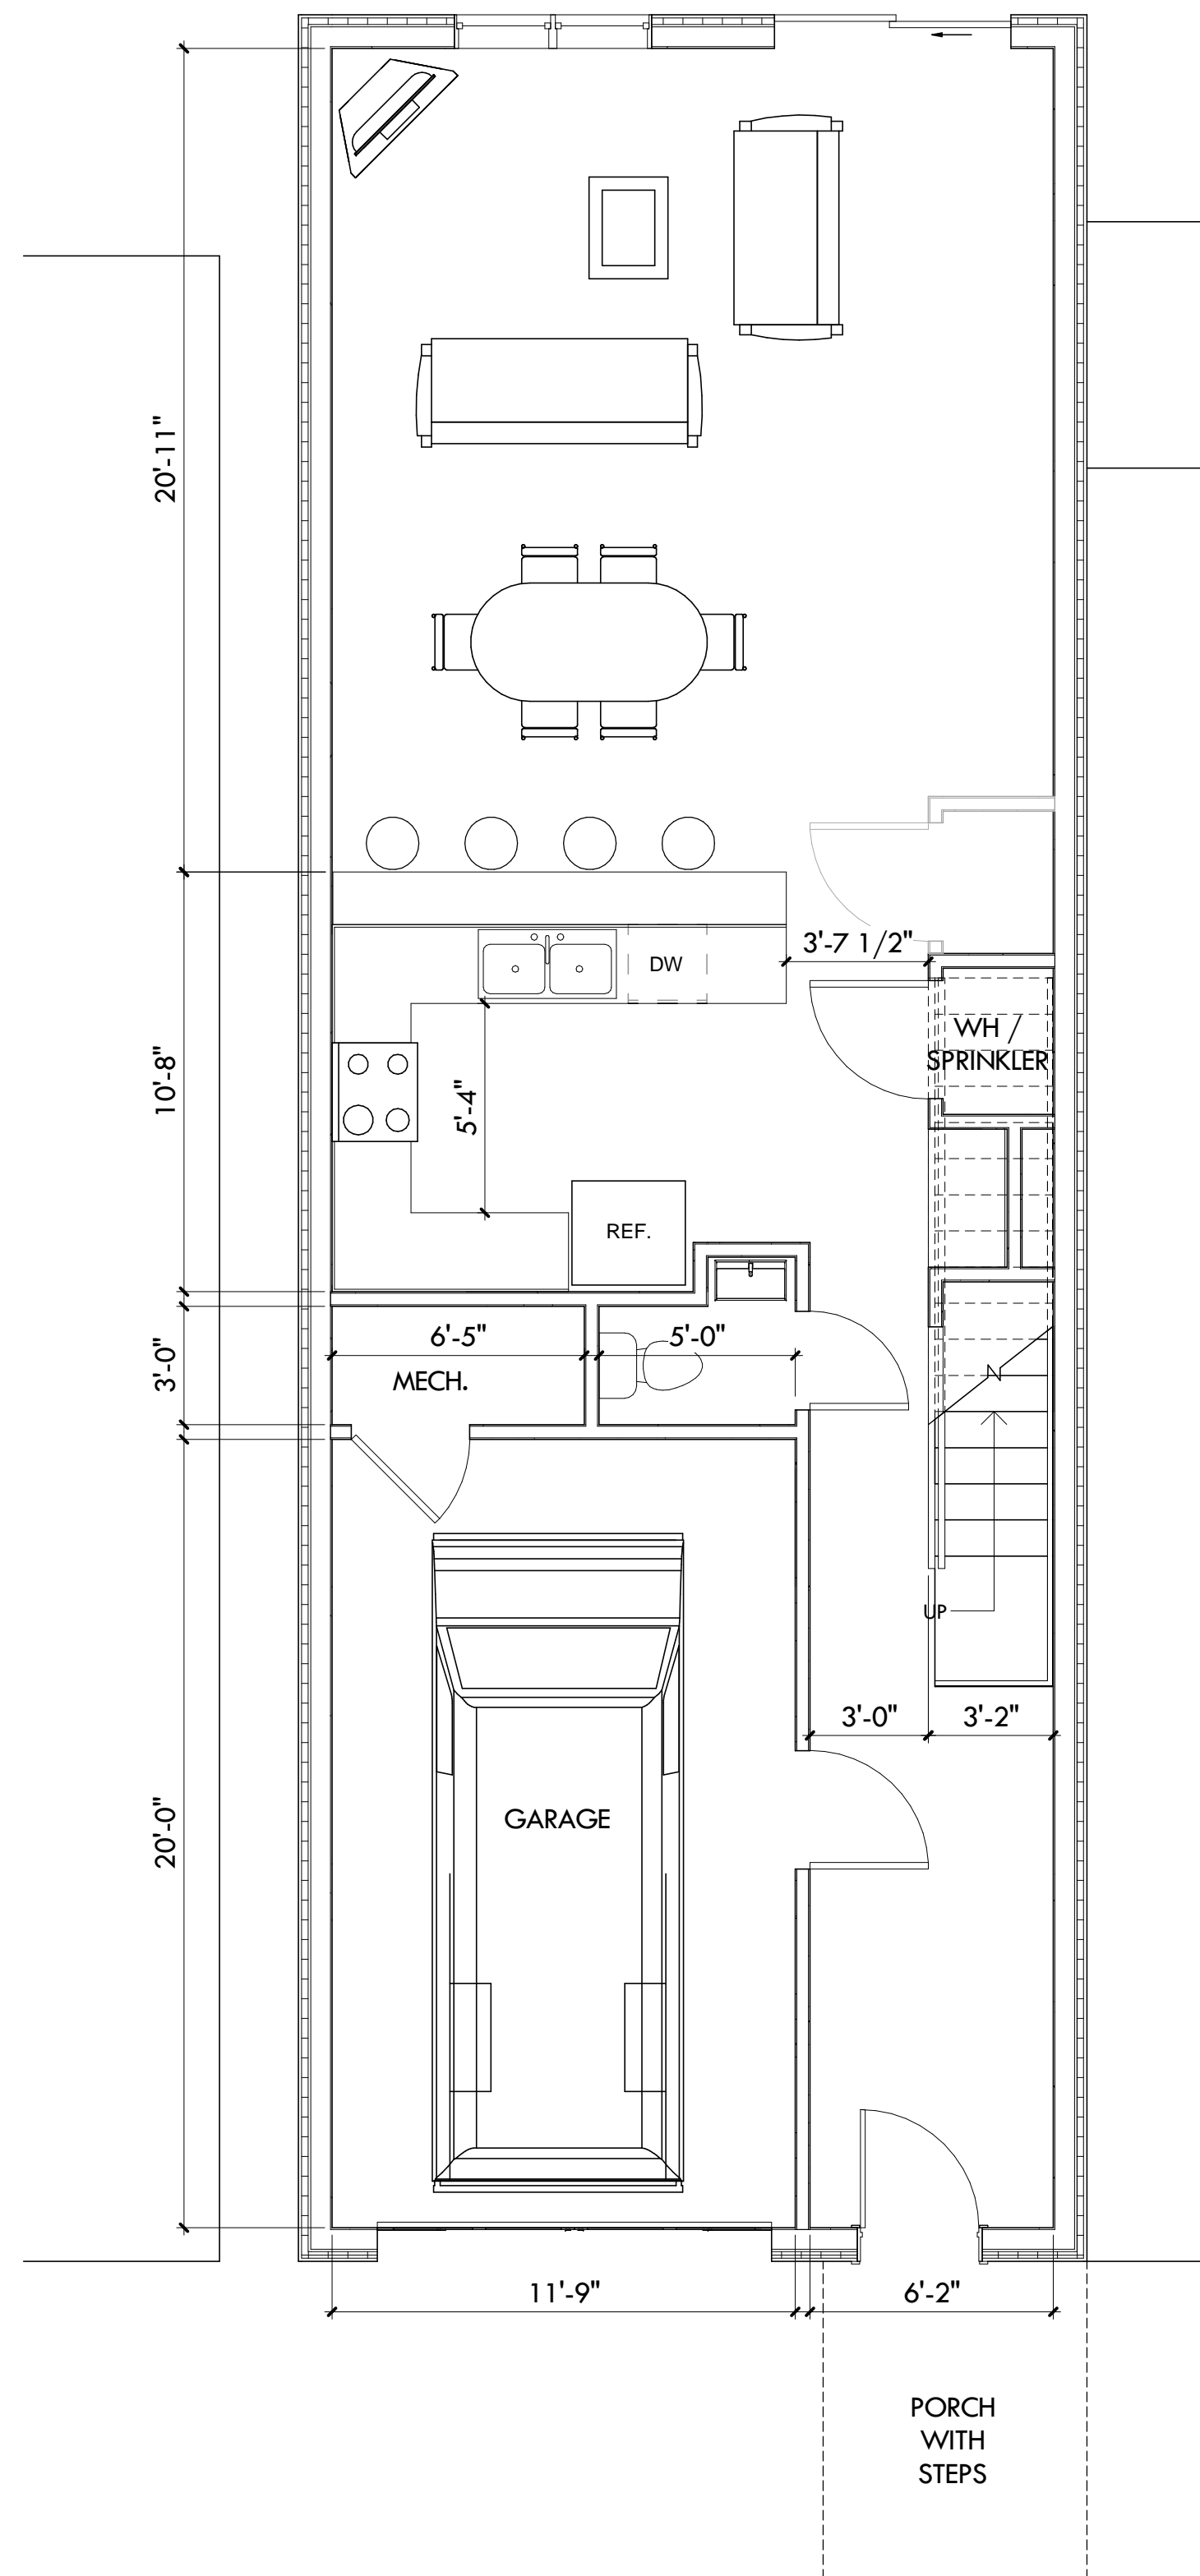 20'-11"
3'-7 1/2"
DW
WH /
SPRINKLER
10'-8"
5'-4"
REF.
6'-5"
5'-0"
3'-0"
MECH.
UP
3'-0"
3'-2"
GARAGE
20'-0"
11'-9"
6'-2"
PORCH
WITH
STEPS